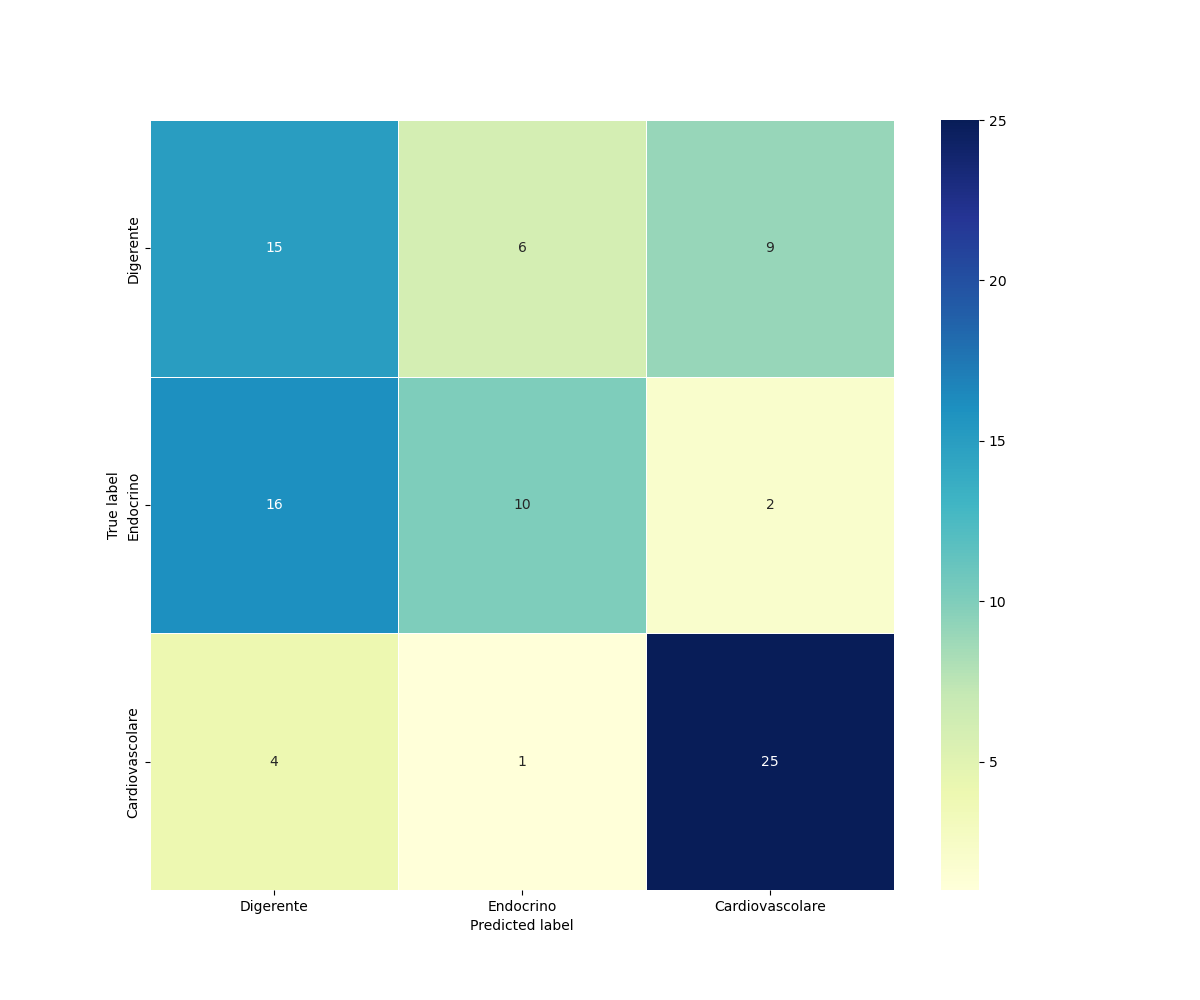 25
20
15
10
5
Digerente
15 6 9
True label
Endocrino
16 10 2
Cardiovascolare
4 1 25
Digerente Endocrino Cardiovascolare
Predicted label